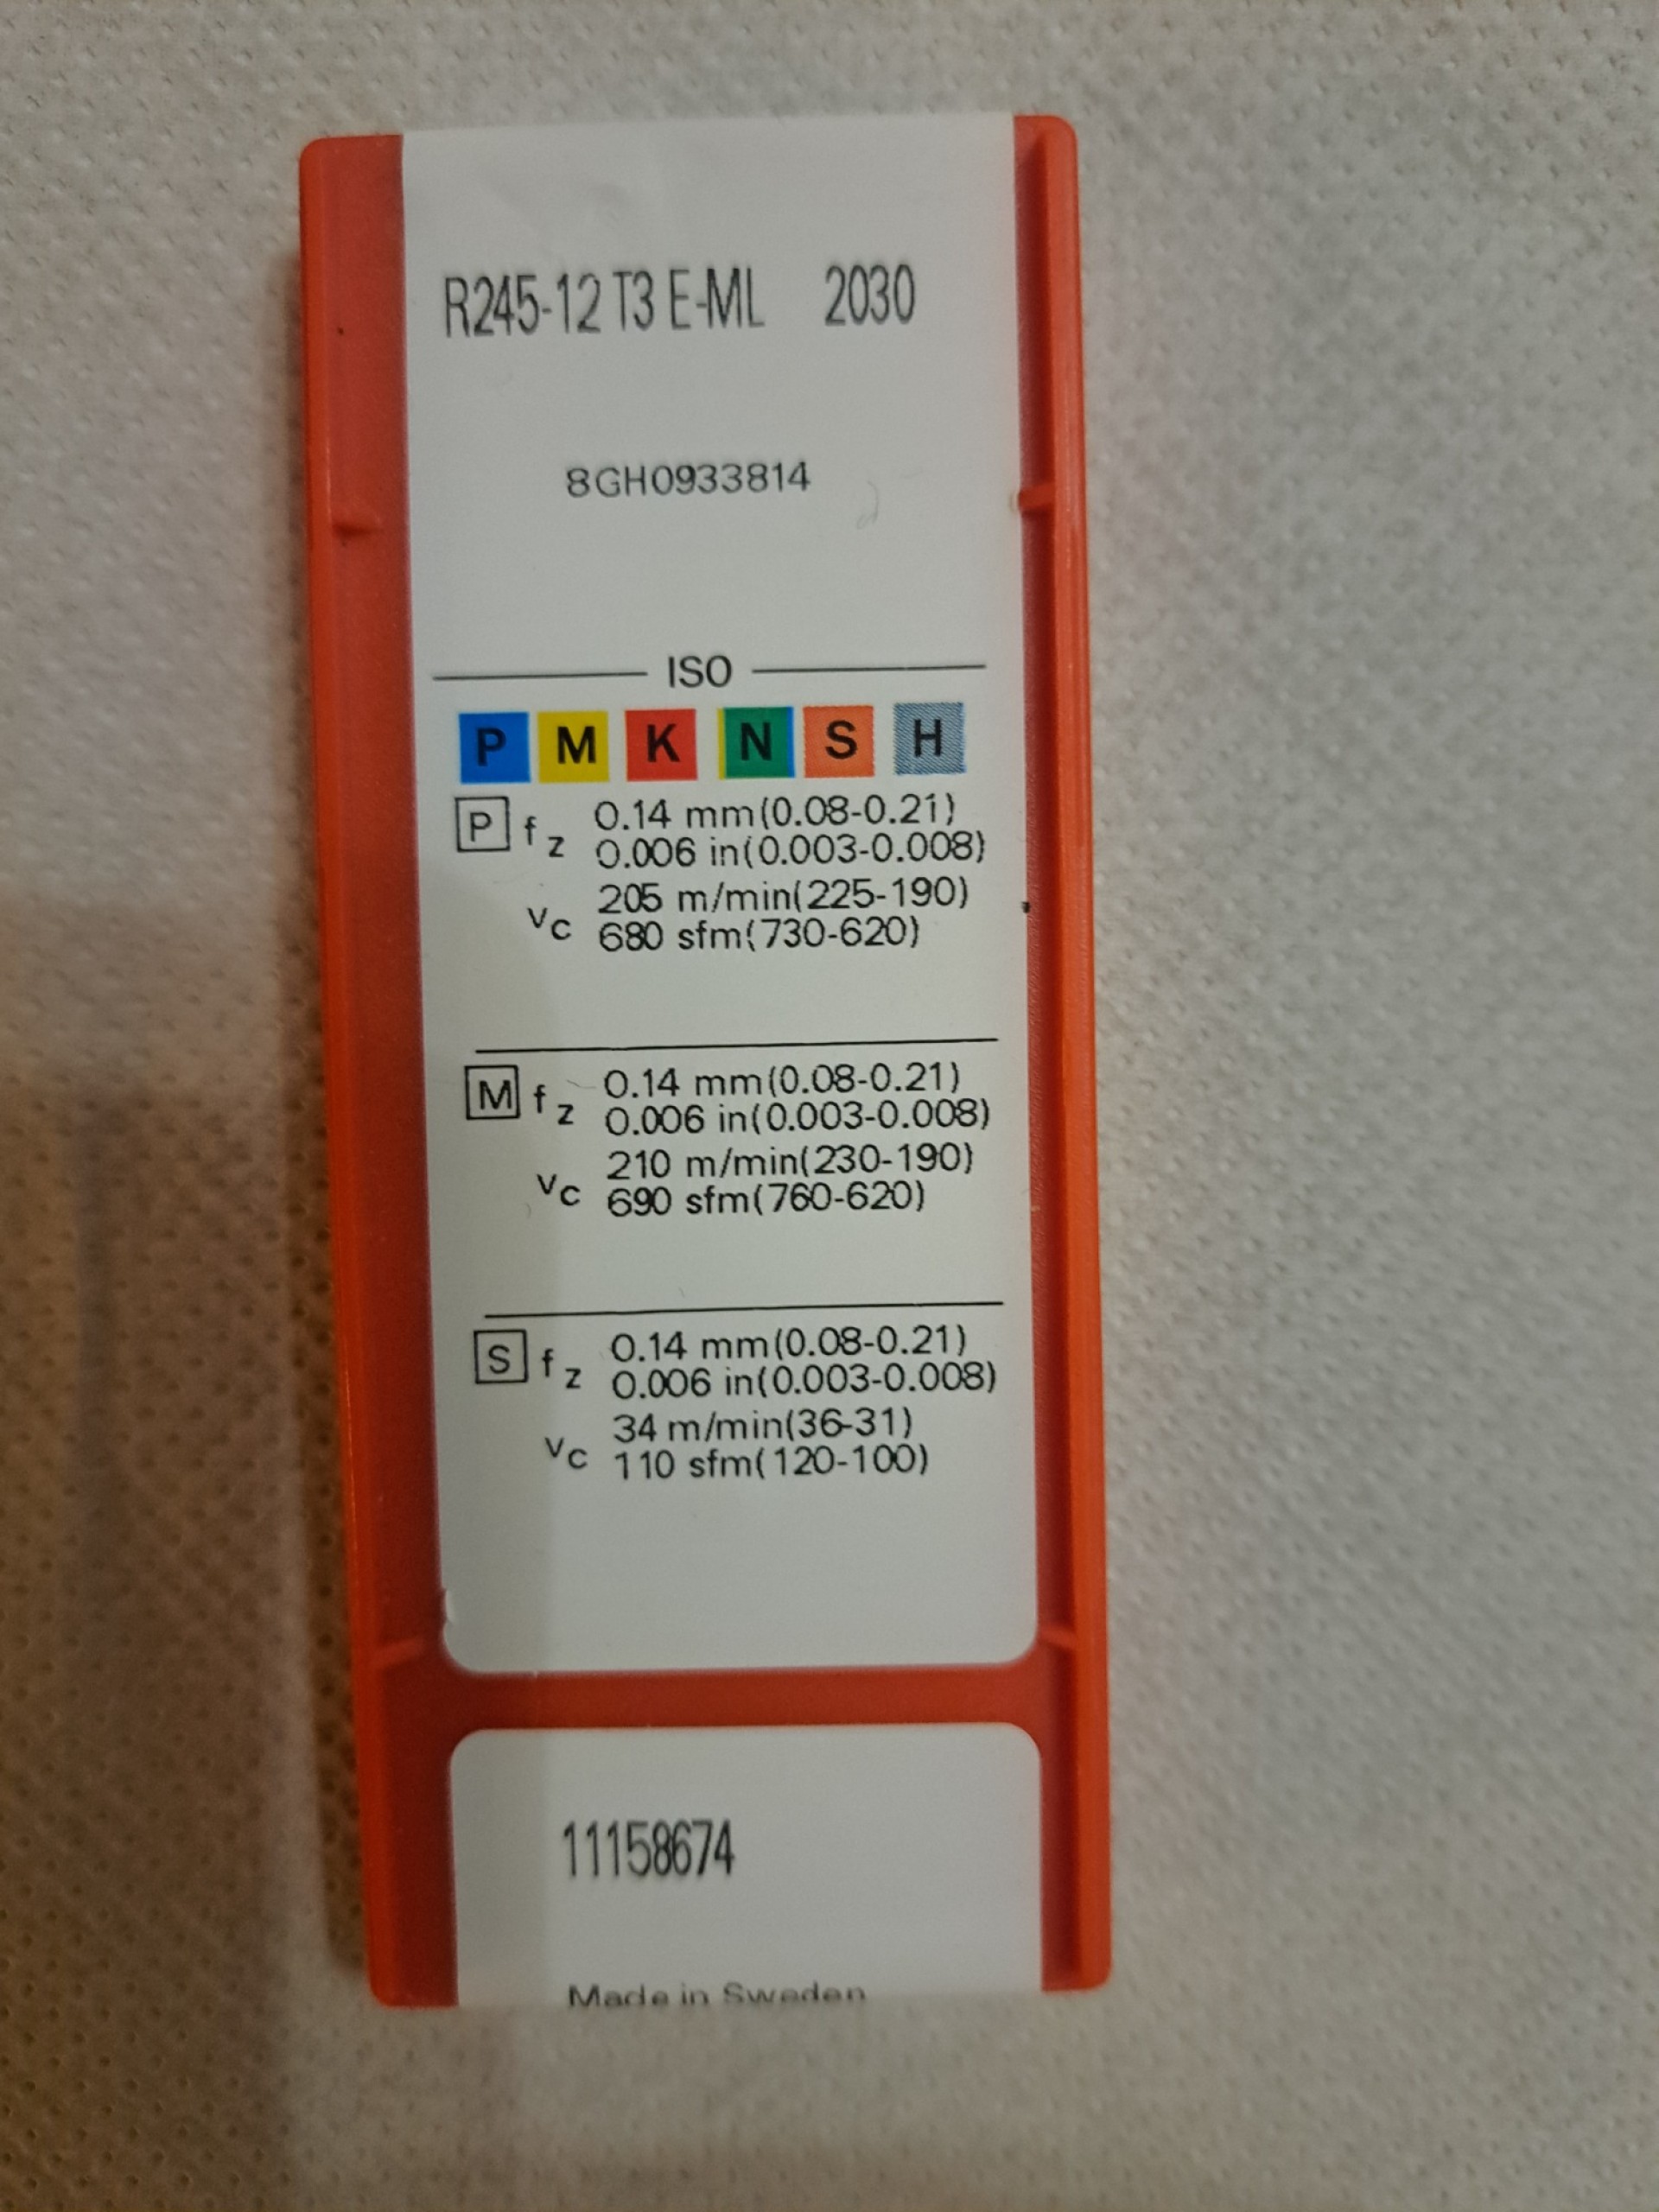 R245-12 T3 E-ML 2030
8GH0933814
ISO
P M K N S H
P fz 0.14 mm(0.08-0.21)
0.006 in(0.003-0.008)
vc 205 m/min(225-190)
680 sfm(730-620)
M fz 0.14 mm(0.08-0.21)
0.006 in(0.003-0.008)
vc 210 m/min(230-190)
690 sfm(760-620)
S fz 0.14 mm(0.08-0.21)
0.006 in(0.003-0.008)
vc 34 m/min(36-31)
110 sfm(120-100)
11158674
Made in Sweden